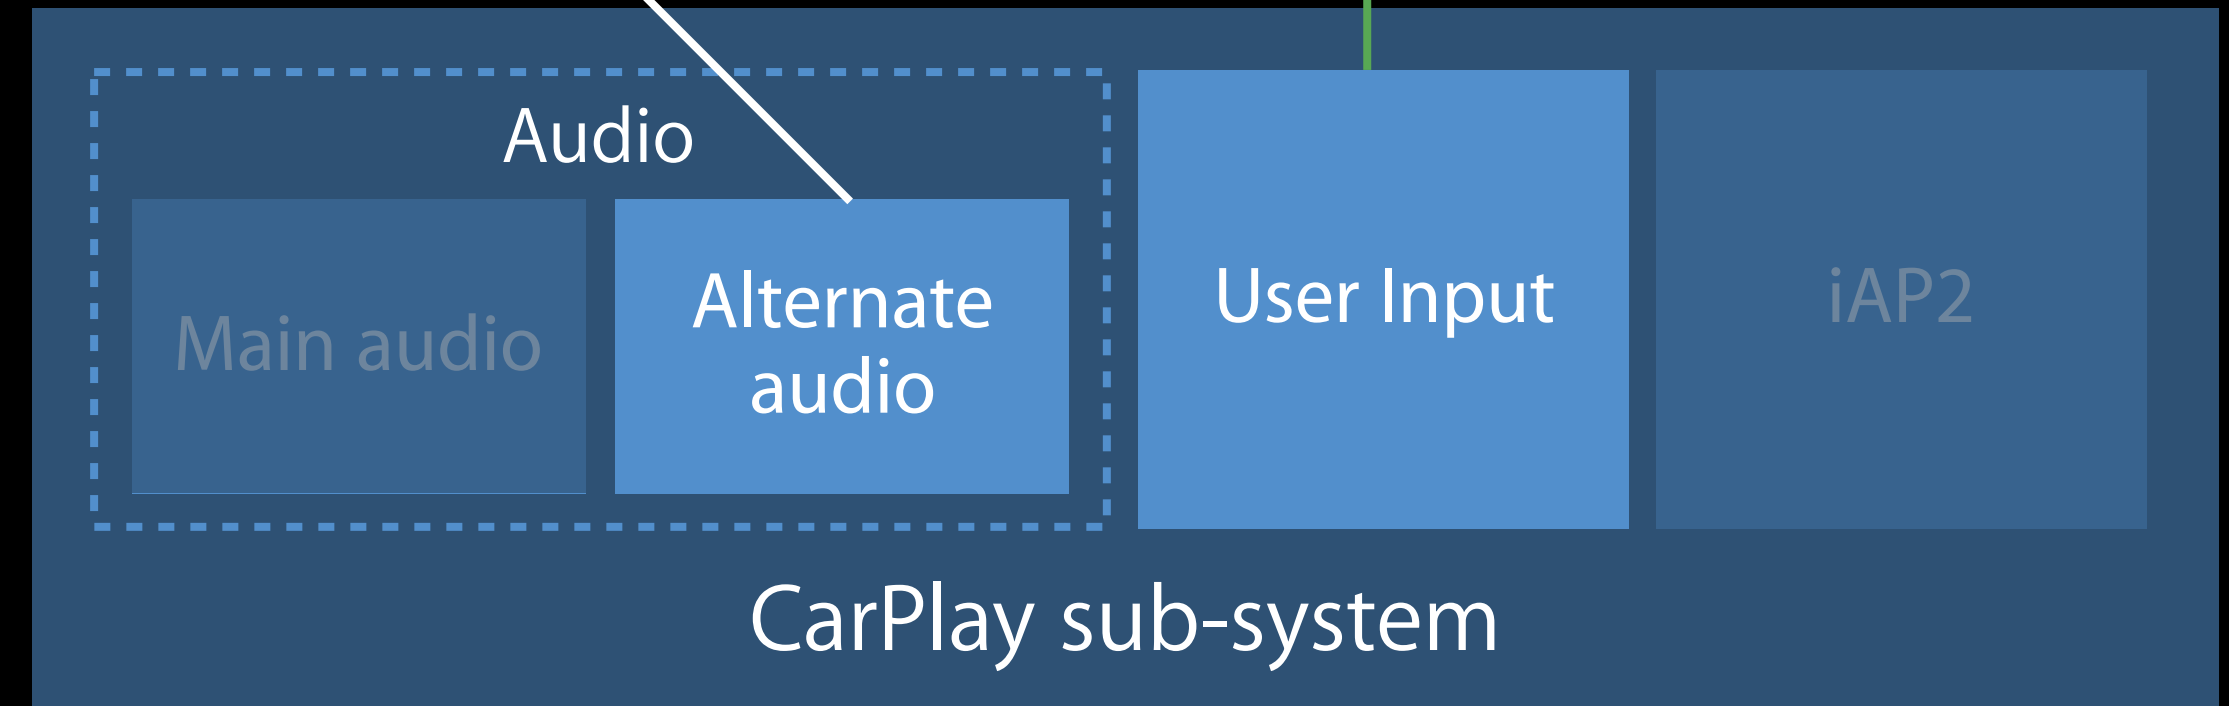 Audio
Main audio
Alternate
audio
User Input
iAP2
CarPlay sub-system